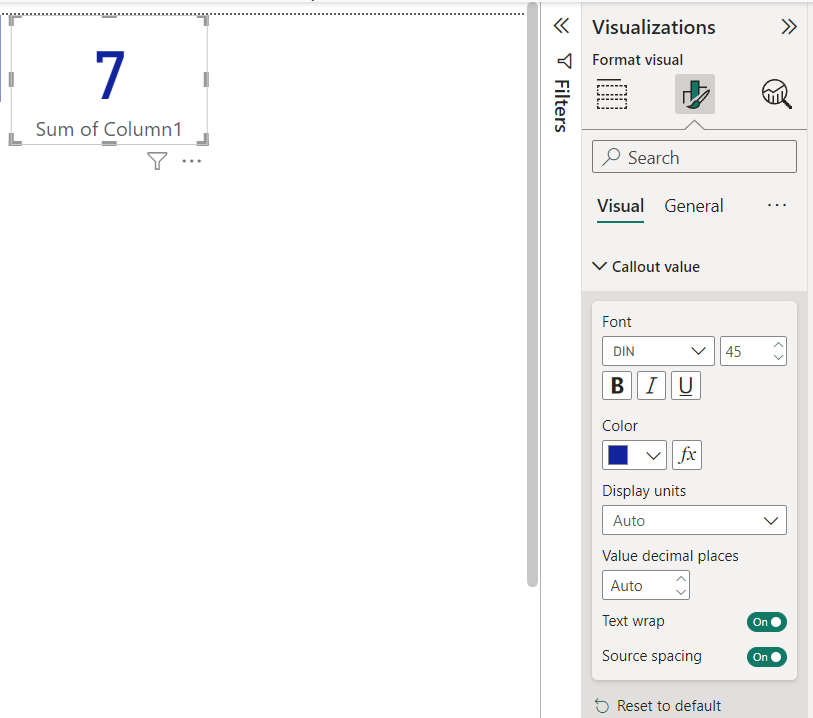 7
Sum of Column1
Filters
Visualizations
Format visual
Search
Visual General
Callout value
Font
DIN 45
B I U
Color
fx
Display units
Auto
Value decimal places
Auto
Text wrap On
Source spacing On
Reset to default